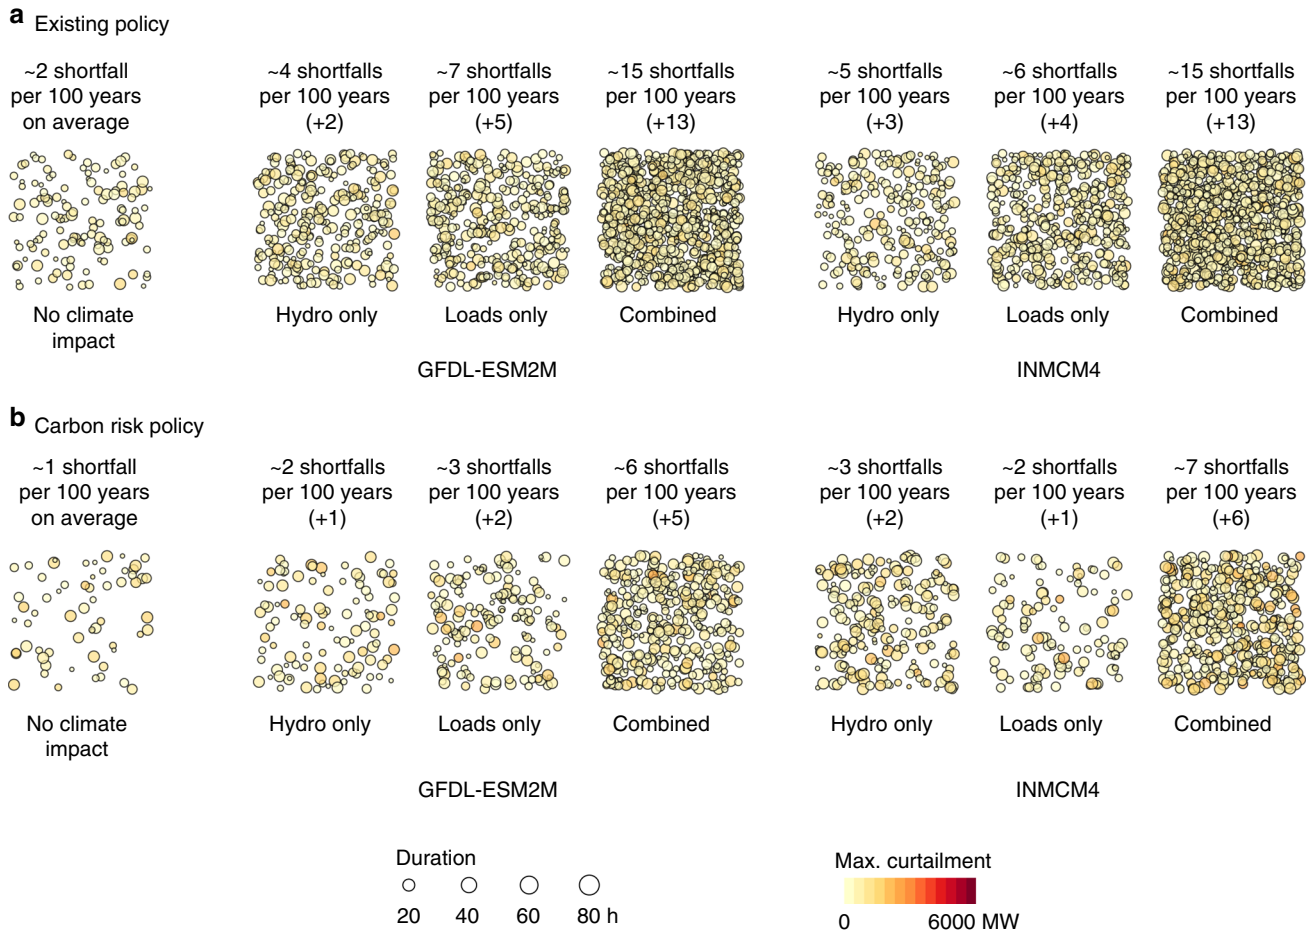 a Existing policy
~2 shortfall
per 100 years
on average
~4 shortfalls
per 100 years
(+2)
~7 shortfalls
per 100 years
(+5)
~15 shortfalls
per 100 years
(+13)
~5 shortfalls
per 100 years
(+3)
~6 shortfalls
per 100 years
(+4)
~15 shortfalls
per 100 years
(+13)
No climate
impact
Hydro only
Loads only
Combined
Hydro only
Loads only
Combined
GFDL-ESM2M
INMCM4
b Carbon risk policy
~1 shortfall
per 100 years
on average
~2 shortfalls
per 100 years
(+1)
~3 shortfalls
per 100 years
(+2)
~6 shortfalls
per 100 years
(+5)
~3 shortfalls
per 100 years
(+2)
~2 shortfalls
per 100 years
(+1)
~7 shortfalls
per 100 years
(+6)
No climate
impact
Hydro only
Loads only
Combined
Hydro only
Loads only
Combined
GFDL-ESM2M
INMCM4
Duration
20 40 60 80 h
Max. curtailment
0 6000 MW